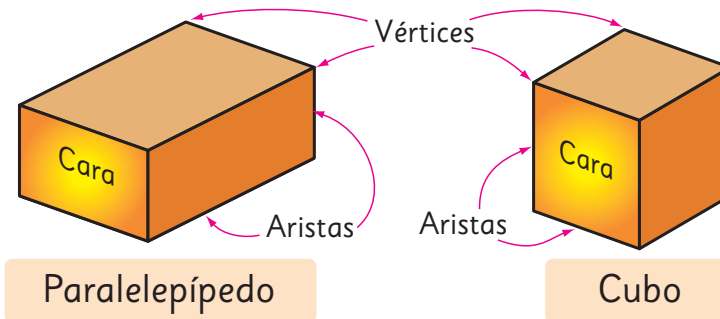 Vértices
Cara
Cara
Aristas
Aristas
Paralelepípedo
Cubo